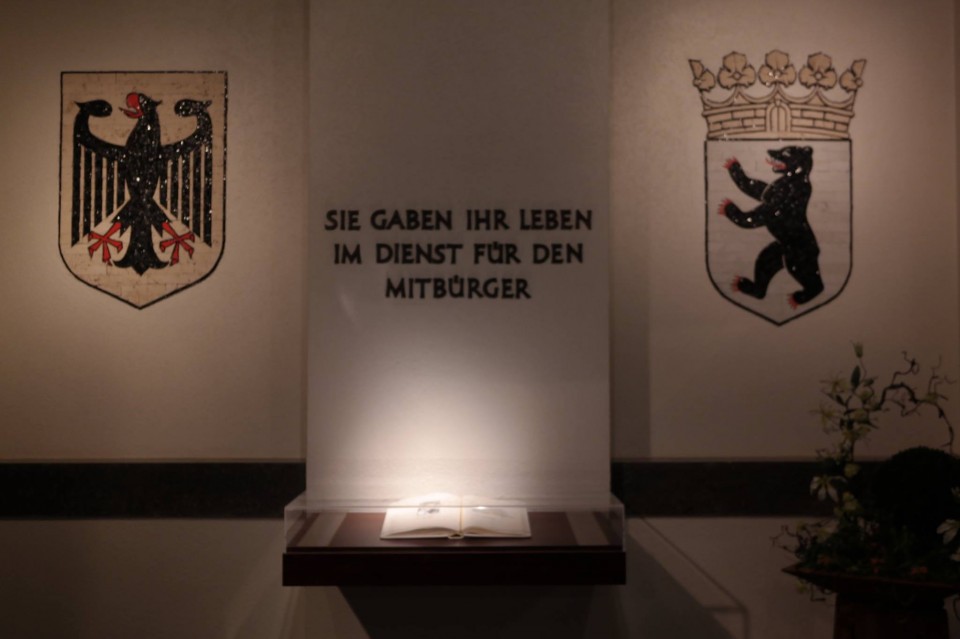 SIE GABEN IHR LEBEN
IM DIENST FÜR DEN
MITBÜRGER